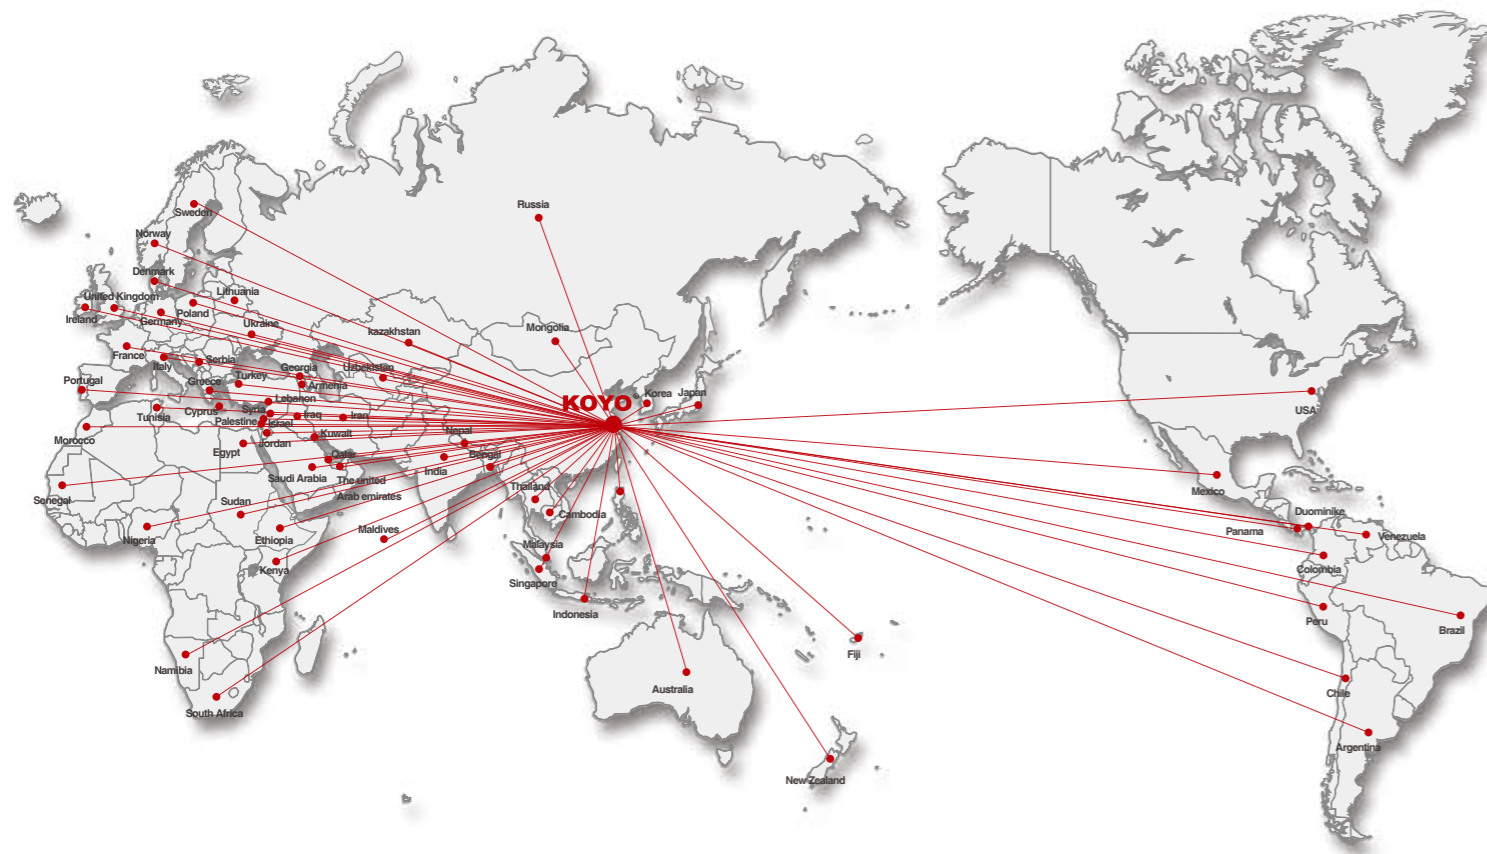 Sweden
Russia
Norway
Denmark
United Kingdom
Lithuania
Ireland
Poland
Germany
Ukraine
kazakhstan
Mongolia
France
Italy
Serbia
Georgia
Uzbekistan
Portugal
Greece
Turkey
Armenia
Korea
Japan
KOYO
Lebanon
Tunisia
Cyprus
Syria
Iraq
Iran
USA
Palestine
Israel
Morocco
Jordan
Kuwait
Nepal
Egypt
Qatar
India
Bengal
Saudi Arabia
The united
Arab emirates
Mexico
Senegal
Sudan
Thailand
Cambodia
Duominike
Panama
Venezuela
Nigeria
Ethiopia
Maldives
Malaysia
Kenya
Singapore
Colombia
Indonesia
Peru
Brazil
Fiji
Namibia
Australia
Chile
South Africa
Argentina
New Zealand